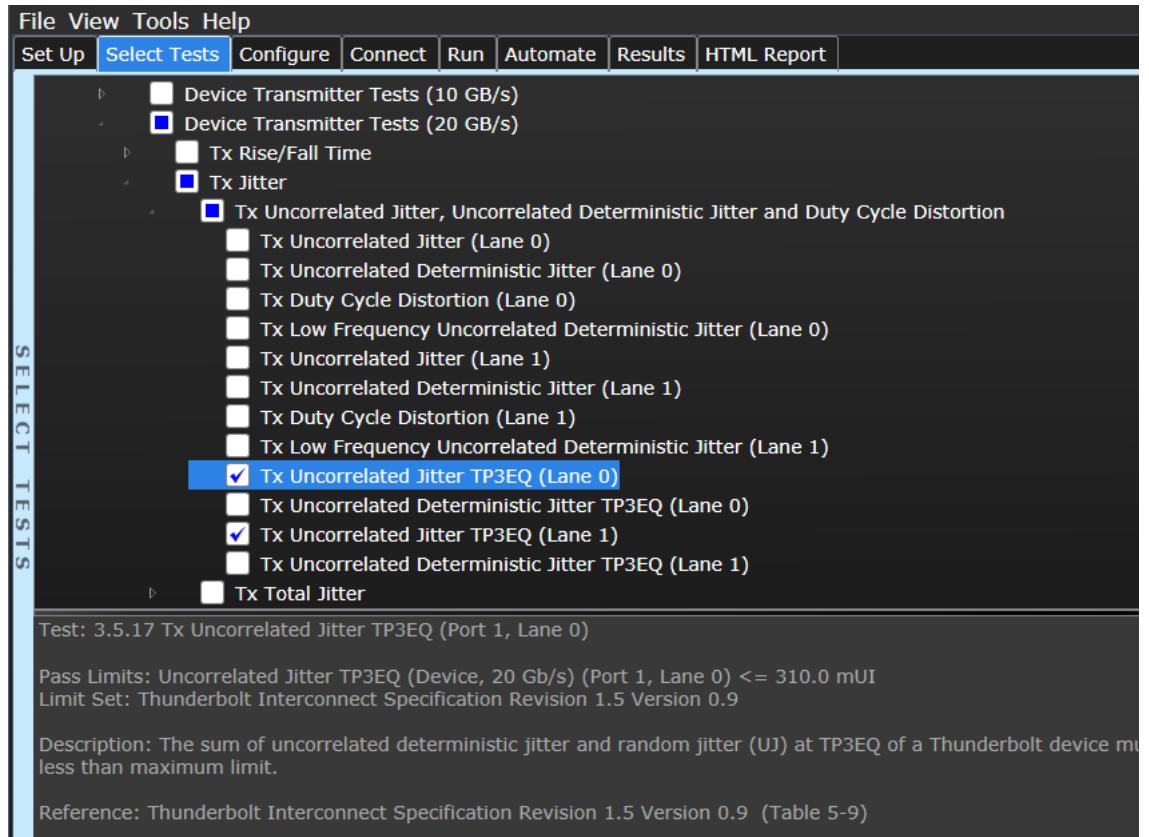 File View Tools Help
Set Up Select Tests Configure Connect Run Automate Results HTML Report
Device Transmitter Tests (10 GB/s)
Device Transmitter Tests (20 GB/s)
Tx Rise/Fall Time
Tx Jitter
Tx Uncorrelated Jitter, Uncorrelated Deterministic Jitter and Duty Cycle Distortion
Tx Uncorrelated Jitter (Lane 0)
Tx Uncorrelated Deterministic Jitter (Lane 0)
Tx Duty Cycle Distortion (Lane 0)
Tx Low Frequency Uncorrelated Deterministic Jitter (Lane 0)
Tx Uncorrelated Jitter (Lane 1)
Tx Uncorrelated Deterministic Jitter (Lane 1)
Tx Duty Cycle Distortion (Lane 1)
Tx Low Frequency Uncorrelated Deterministic Jitter (Lane 1)
Tx Uncorrelated Jitter TP3EQ (Lane 0)
Tx Uncorrelated Deterministic Jitter TP3EQ (Lane 0)
Tx Uncorrelated Jitter TP3EQ (Lane 1)
Tx Uncorrelated Deterministic Jitter TP3EQ (Lane 1)
Tx Total Jitter
SELECT TESTS
Test: 3.5.17 Tx Uncorrelated Jitter TP3EQ (Port 1, Lane 0)
Pass Limits: Uncorrelated Jitter TP3EQ (Device, 20 Gb/s) (Port 1, Lane 0) <= 310.0 mUI
Limit Set: Thunderbolt Interconnect Specification Revision 1.5 Version 0.9
Description: The sum of uncorrelated deterministic jitter and random jitter (UJ) at TP3EQ of a Thunderbolt device
less than maximum limit.
Reference: Thunderbolt Interconnect Specification Revision 1.5 Version 0.9 (Table 5-9)